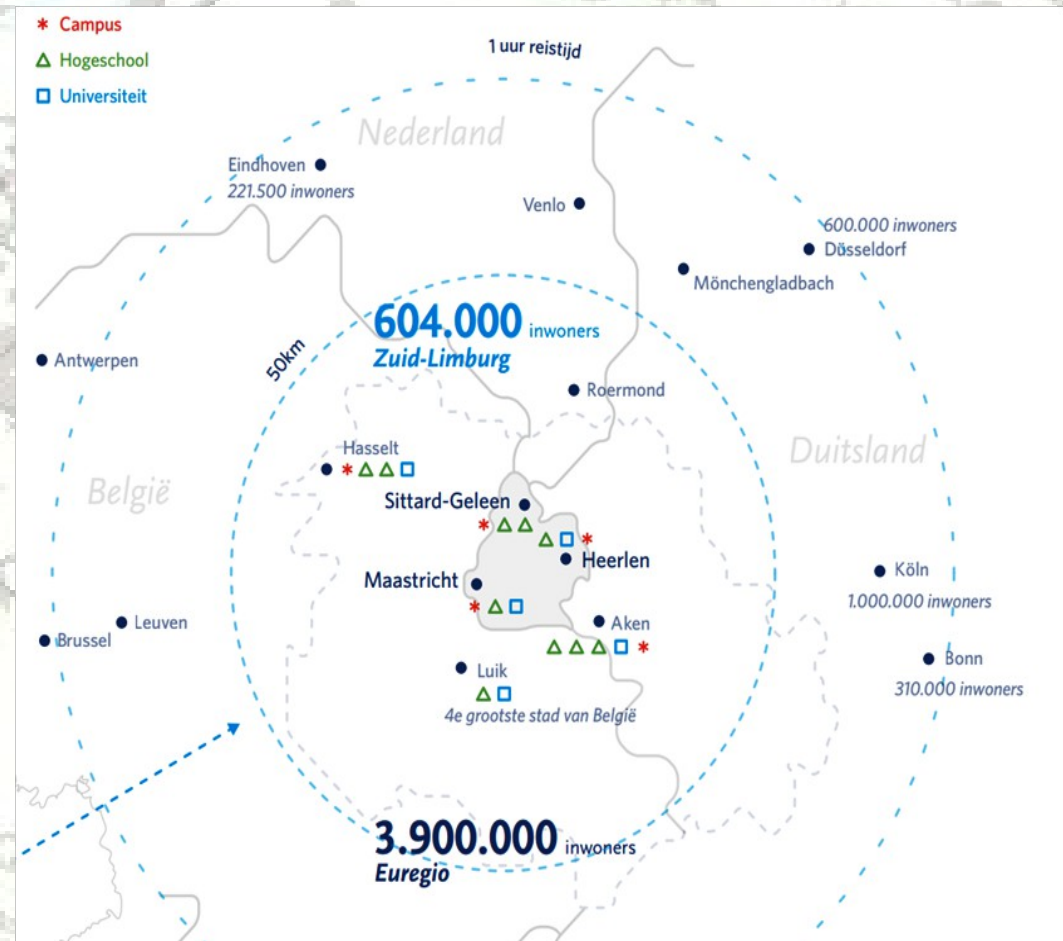 Campus
Hogeschool
Universiteit
1 uur reistijd
Nederland
Eindhoven
221.500 inwoners
Venlo
600.000 inwoners
Düsseldorf
Mönchengladbach
604.000 inwoners
Zuid-Limburg
50km
Antwerpen
Roermond
Hasselt
Duitsland
België
Sittard-Geleen
Heerlen
Maastricht
Köln
1.000.000 inwoners
Leuven
Aken
Brussel
Bonn
310.000 inwoners
Luik
4e grootste stad van België
3.900.000 inwoners
Euregio